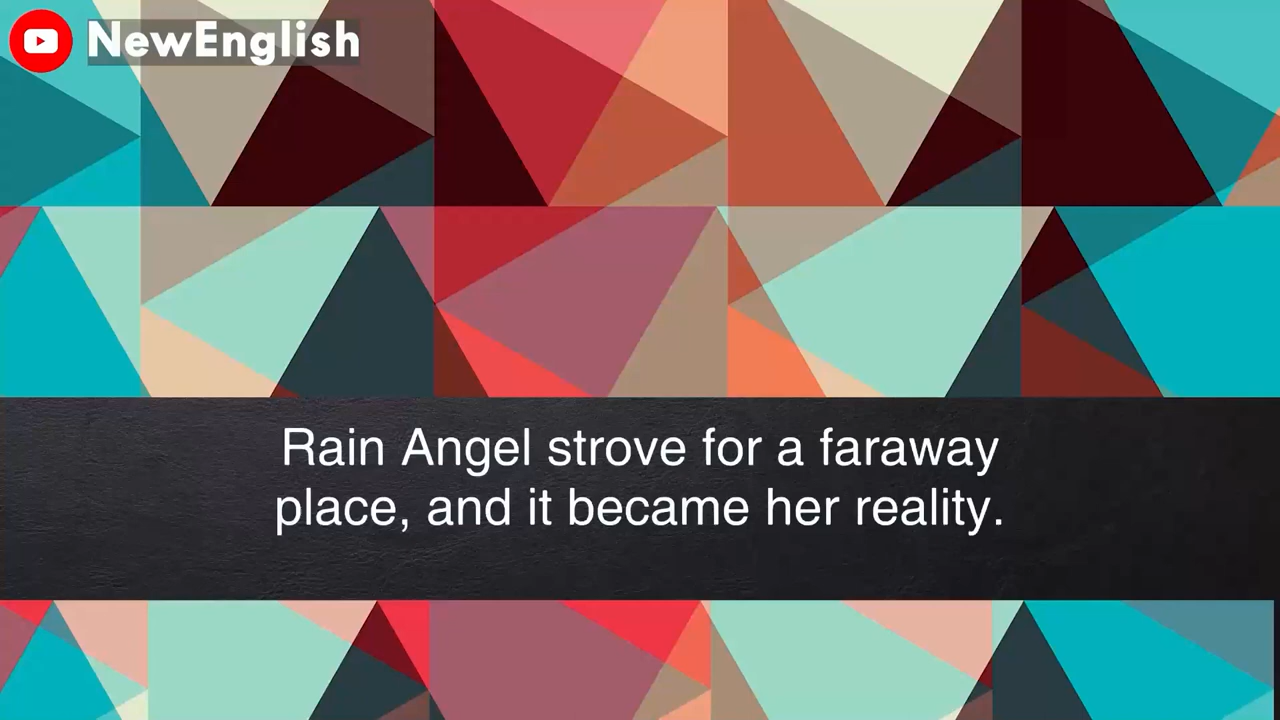 NewEnglish
Rain Angel strove for a faraway
place, and it became her reality.